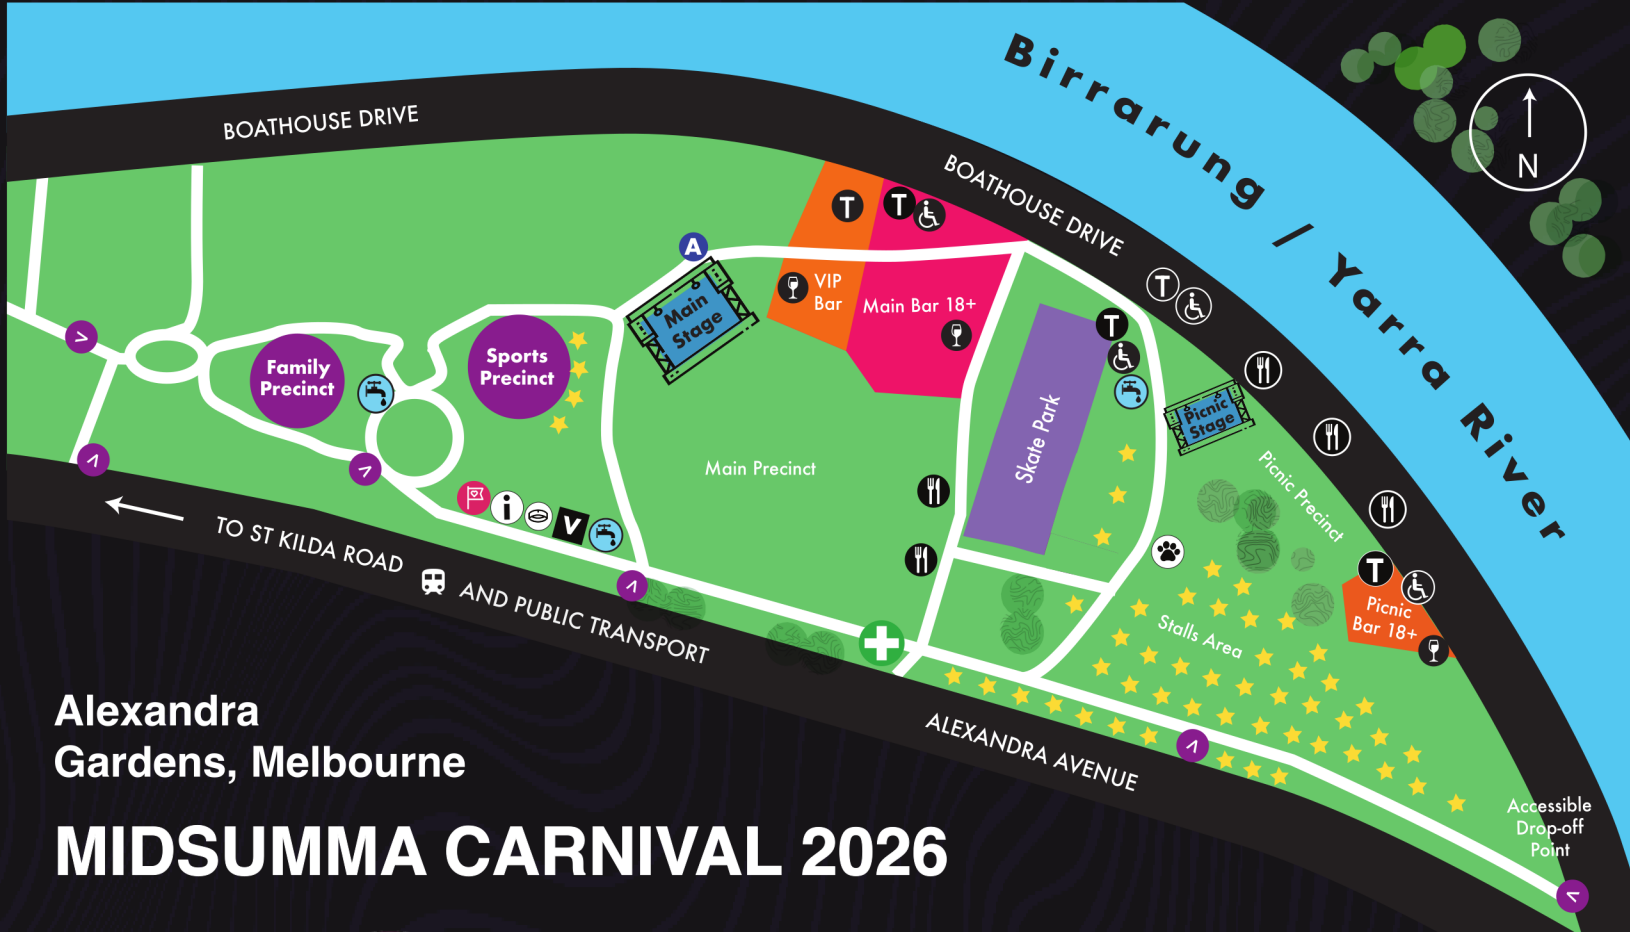 BOATHOUSE DRIVE
BOATHOUSE DRIVE
Birrarung / Yarra River
N
T
T
A
VIP
Bar
Main Bar 18+
Main
Stage
T
T
Family
Precinct
Sports
Precinct
Skate Park
Picnic
Stage
Main Precinct
Picnic Precinct
i
V
T
Picnic
Bar 18+
Stalls Area
TO ST KILDA ROAD
AND PUBLIC TRANSPORT
ALEXANDRA AVENUE
Accessible
Drop-off
Point
Alexandra
Gardens, Melbourne
MIDSUMMA CARNIVAL 2026